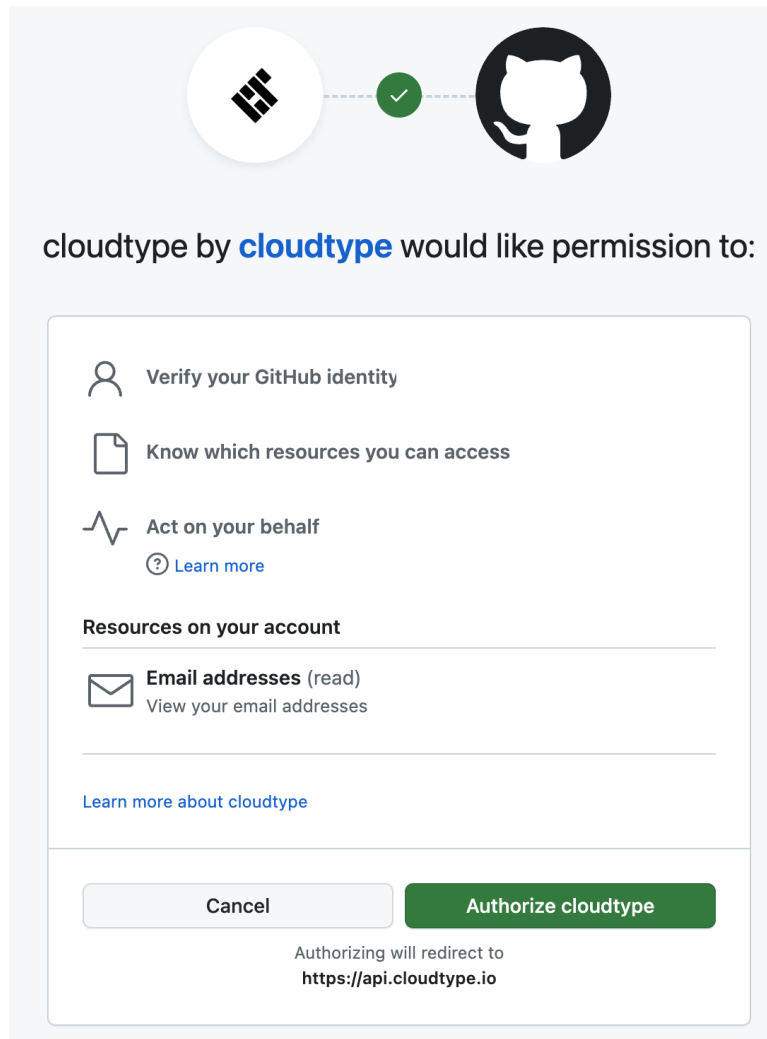 cloudtype by cloudtype would like permission to:
Verify your GitHub identity
Know which resources you can access
Act on your behalf
Learn more
Resources on your account
Email addresses (read)
View your email addresses
Learn more about cloudtype
Cancel
Authorize cloudtype
Authorizing will redirect to
https://api.cloudtype.io